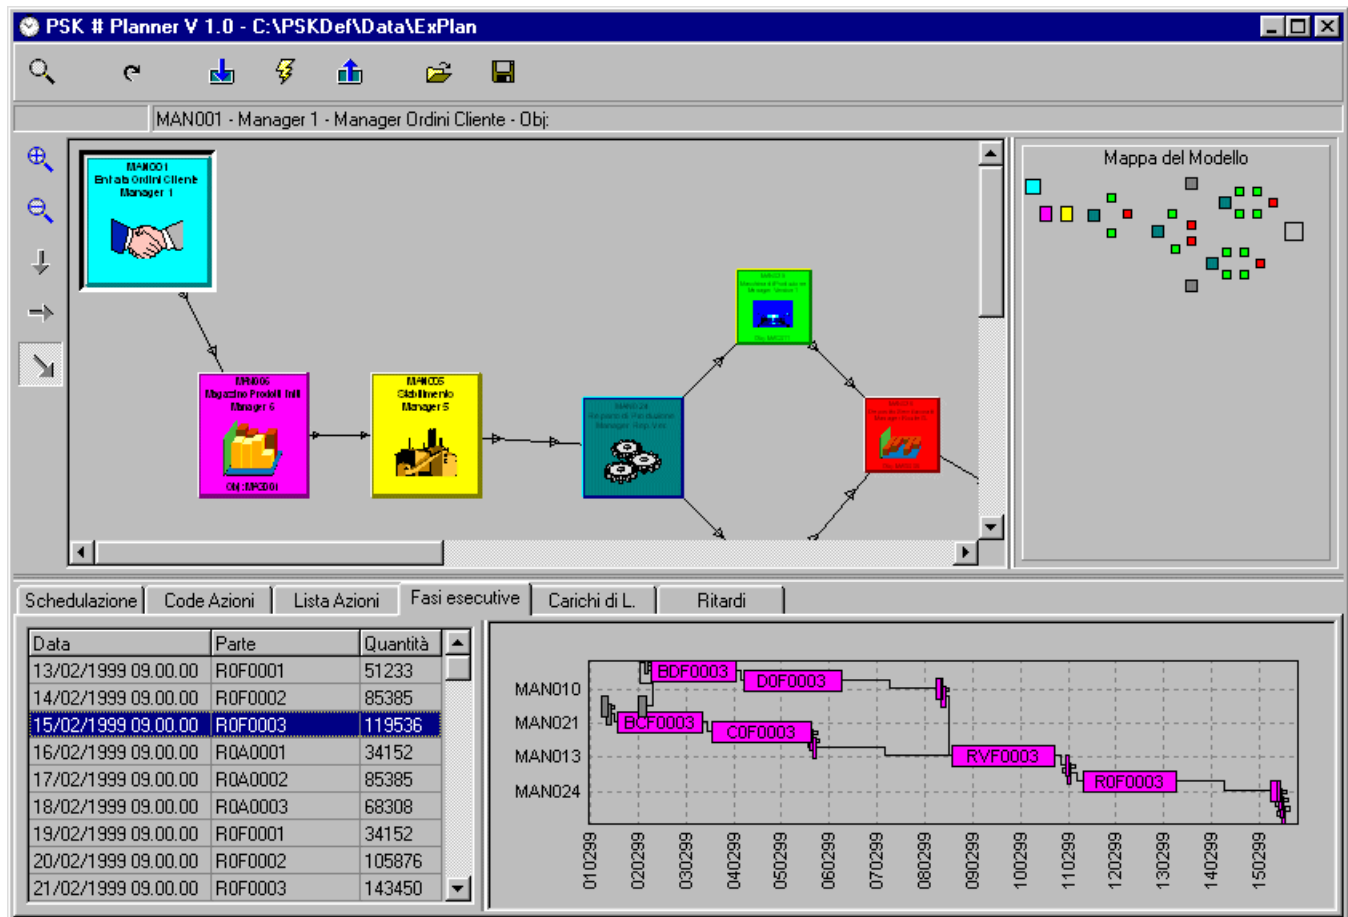 PSK # Planner V 1.0 - C:\PSKDef\Data\ExPlan
MAN001 - Manager 1 - Manager Ordini Cliente - Obj:
MAN001
Entrata Ordini Cliente
Manager 1
Mappa del Modello
MAN006
Magazzino Prodotti Finiti
Manager 6
Obj: MAG001
MAN005
Stabilimento
Manager 5
Schedulazione
Code Azioni
Lista Azioni
Fasi esecutive
Carichi di L.
Ritardi
Data Parte Quantità
13/02/1999 09.00.00 R0F0001 51233
14/02/1999 09.00.00 R0F0002 85385
15/02/1999 09.00.00 R0F0003 119536
16/02/1999 09.00.00 R0A0001 34152
17/02/1999 09.00.00 R0A0002 85385
18/02/1999 09.00.00 R0A0003 68308
19/02/1999 09.00.00 R0F0001 34152
20/02/1999 09.00.00 R0F0002 105876
21/02/1999 09.00.00 R0F0003 143450
MAN010
MAN021
MAN013
MAN024
BDF0003
D0F0003
BCF0003
C0F0003
RVF0003
R0F0003
010299
020299
030299
040299
050299
060299
070299
080299
090299
100299
110299
120299
130299
140299
150299